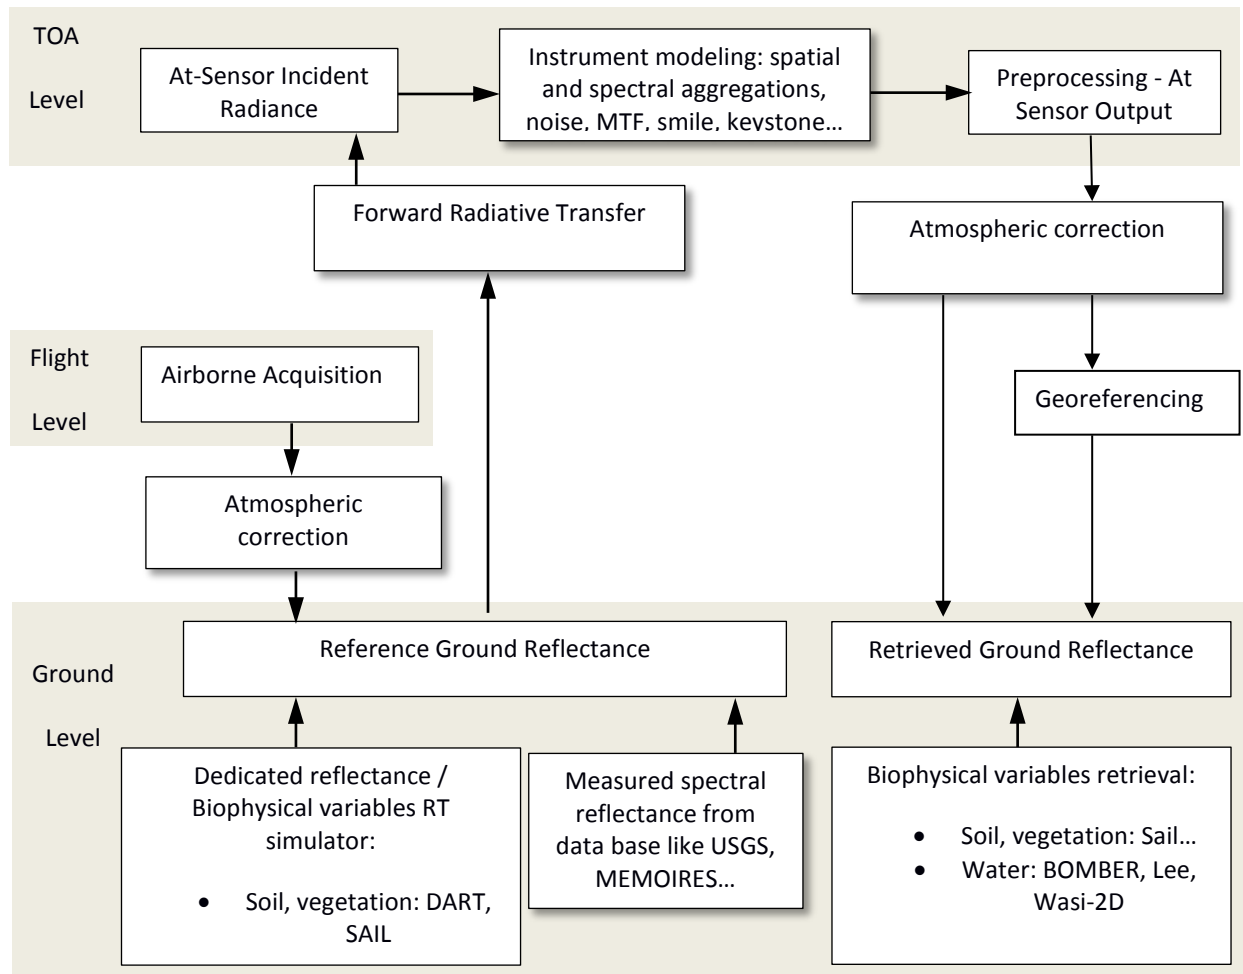 TOA
Level
At-Sensor Incident
Radiance
Instrument modeling: spatial
and spectral aggregations,
noise, MTF, smile, keystone…
Preprocessing - At
Sensor Output
Forward Radiative Transfer
Atmospheric correction
Flight
Level
Airborne Acquisition
Georeferencing
Atmospheric
correction
Ground
Level
Reference Ground Reflectance
Retrieved Ground Reflectance
Dedicated reflectance /
Biophysical variables RT
simulator:
• Soil, vegetation: DART,
SAIL
Measured spectral
reflectance from
data base like USGS,
MEMOIRES…
Biophysical variables retrieval:
• Soil, vegetation: Sail…
• Water: BOMBER, Lee,
Wasi-2D